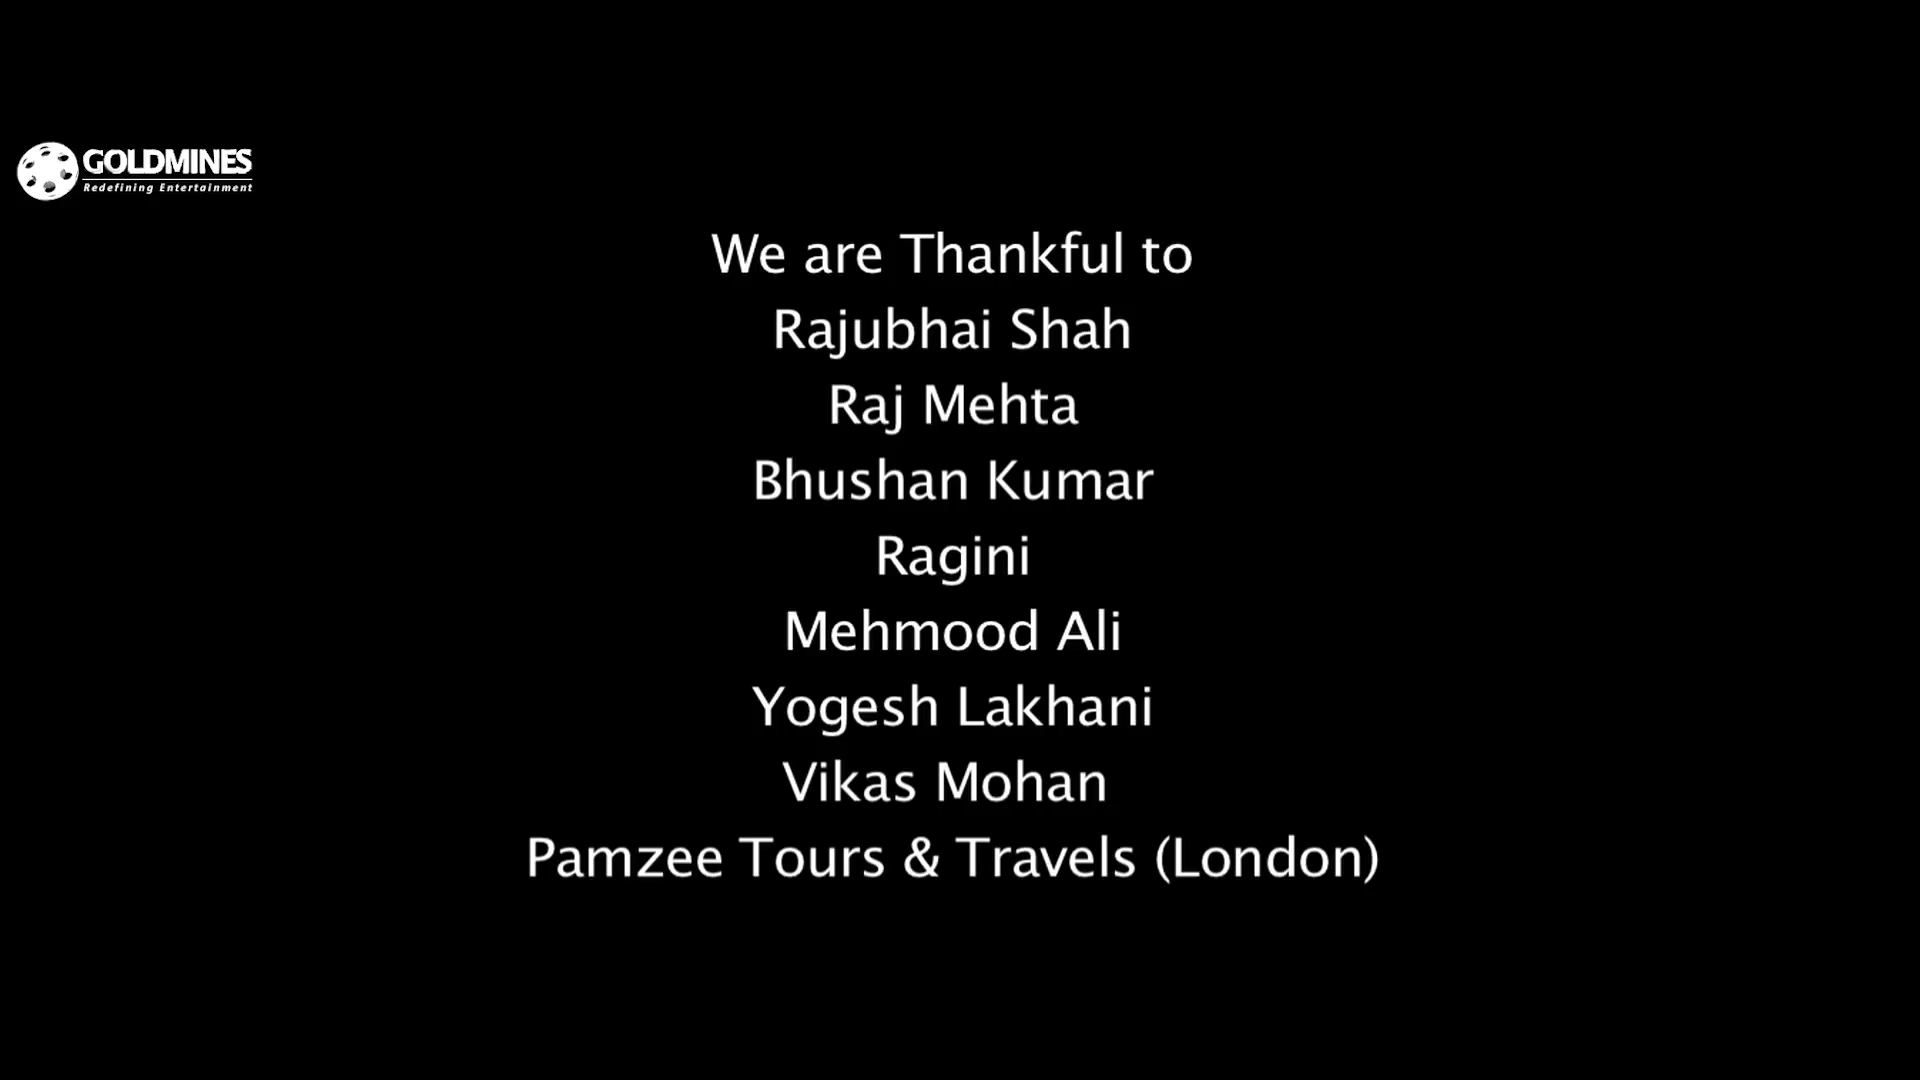 GOLDMINES
Redefining Entertainment
We are Thankful to
Rajubhai Shah
Raj Mehta
Bhushan Kumar
Ragini
Mehmood Ali
Yogesh Lakhani
Vikas Mohan
Pamzee Tours & Travels (London)